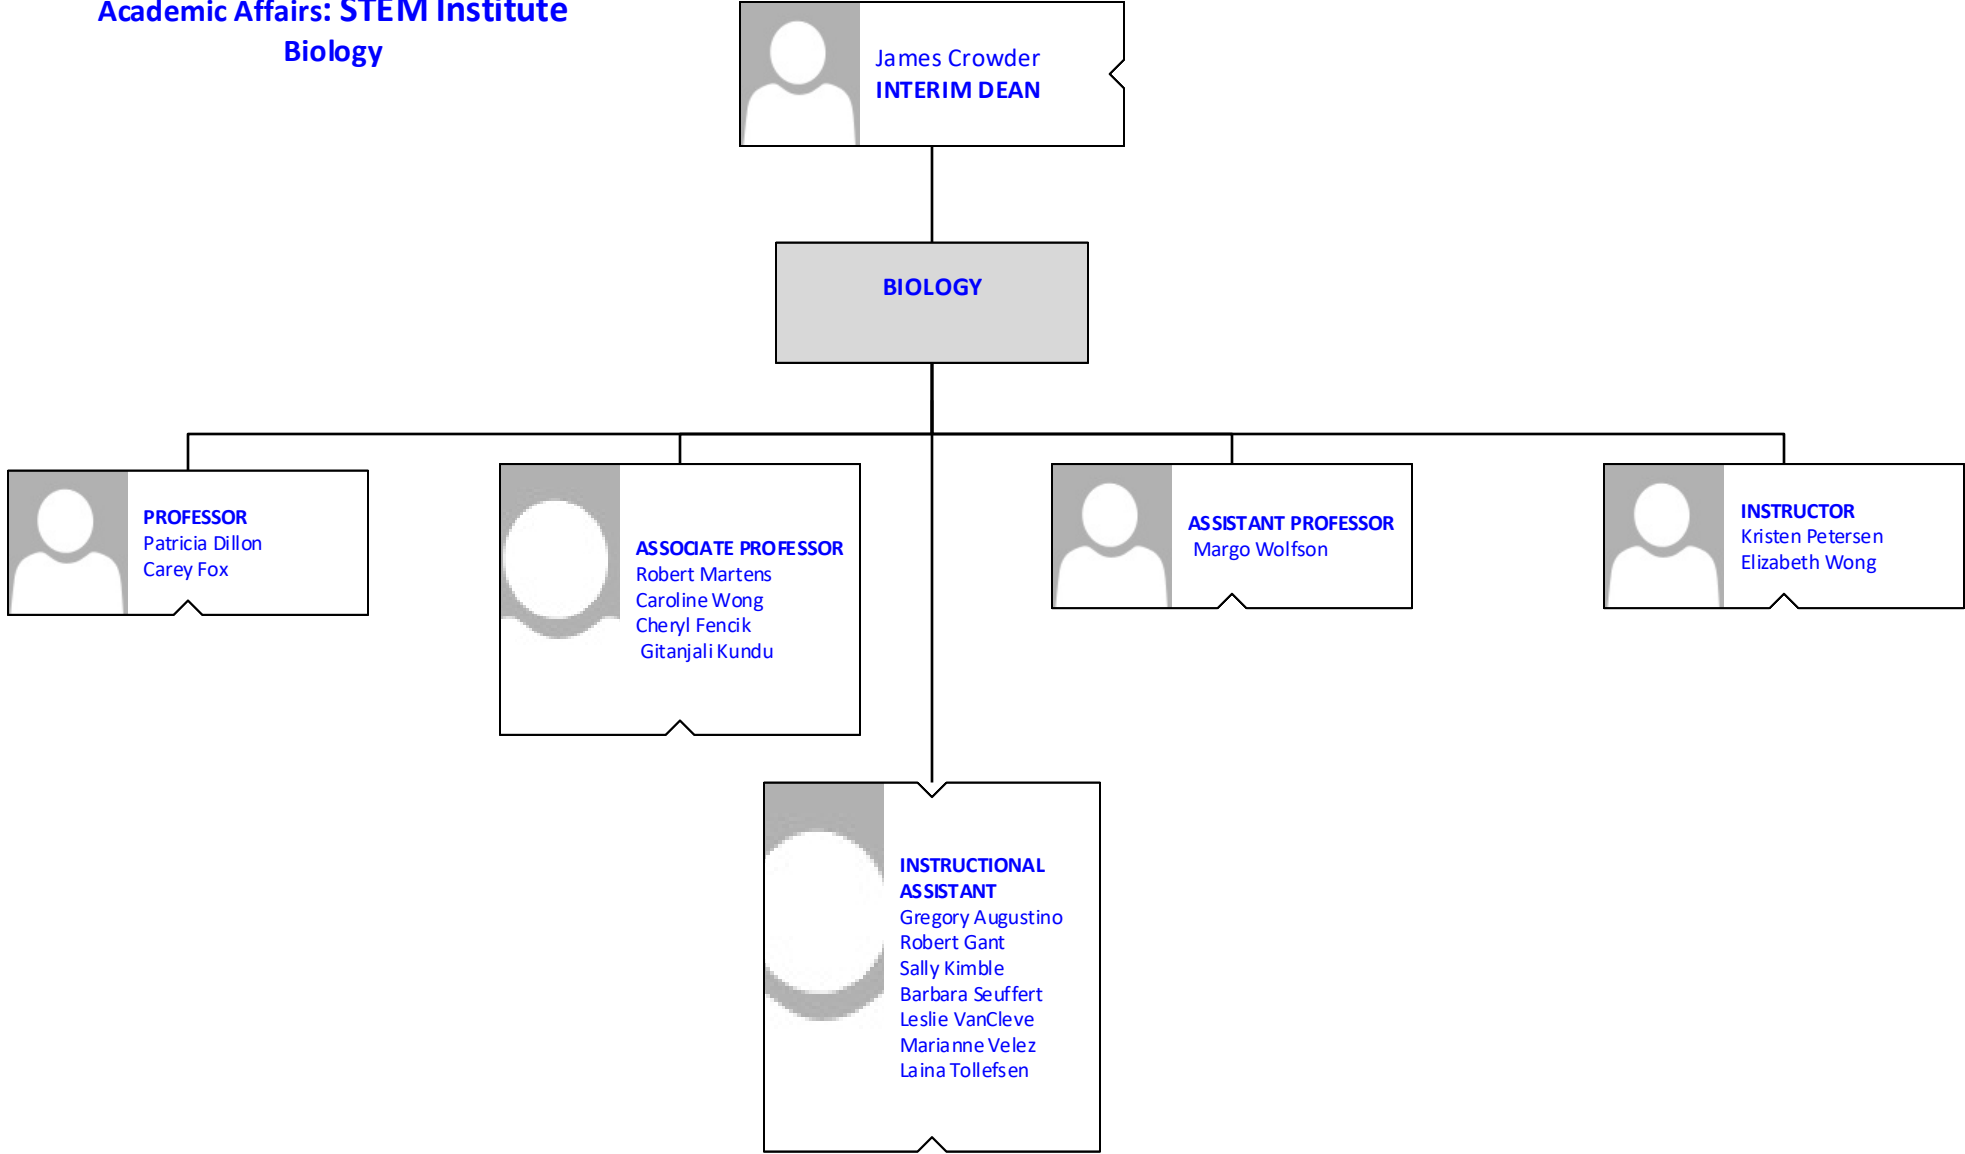 Academic Affairs: STEM Institute
Biology
James Crowder
INTERIM DEAN
BIOLOGY
PROFESSOR
Patricia Dillon
Carey Fox
ASSOCIATE PROFESSOR
Robert Martens
Caroline Wong
Cheryl Fencik
Gitanjali Kundu
ASSISTANT PROFESSOR
Margo Wolfson
INSTRUCTOR
Kristen Petersen
Elizabeth Wong
INSTRUCTIONAL
ASSISTANT
Gregory Augustino
Robert Gant
Sally Kimble
Barbara Seuffert
Leslie VanCleve
Marianne Velez
Laina Tollefsen